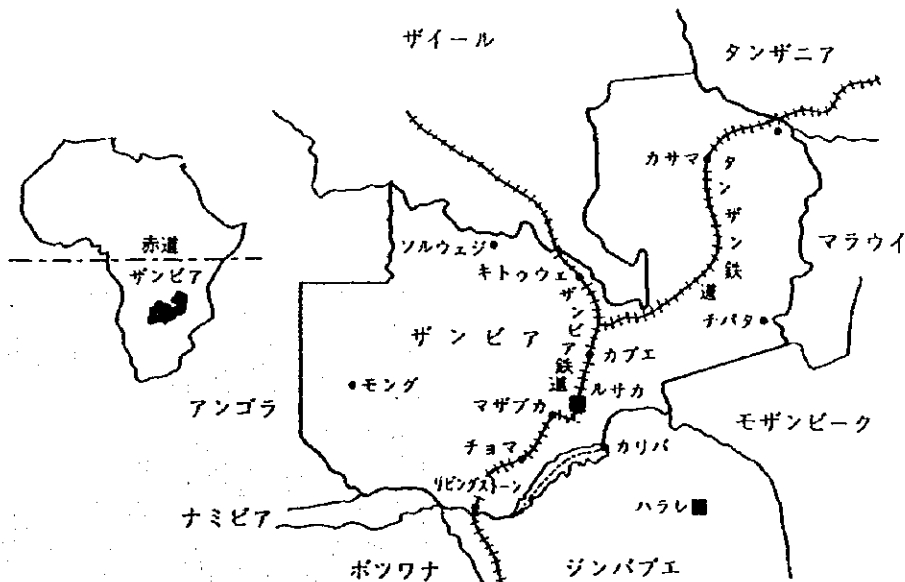 ザイール
タンザニア
カサマ
タンザン鉄道
赤道
ザンビア
ソルウェジ
マラウイ
キトゥウェ
ザンビア鉄道
チパタ
ザンビア
カブエ
モング
ルサカ
アンゴラ
マザブカ
モザンビーク
チョマ
カリバ
リビングストーン
ナミビア
ハラレ
ボツワナ
ジンバブエ